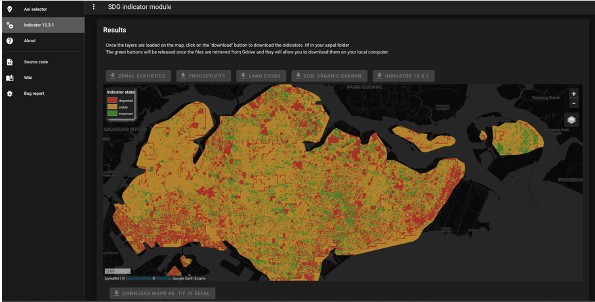 Aoi selector
SDG indicator module
Indicator 15.3.1
About
Source code
Wiki
Bug report
Results
Once the layers are loaded on the map, click on the "download" button to download the indicators .tif in your sepal folder
The green buttons will be released once the files are retrieved from Gdrive and they will allow you to download them on your local computer.
ZONAL STATISTICS
PRODUCTIVITY
LAND COVER
SOIL ORGANIC CARBON
INDICATOR 15.3.1
Indicator state
degraded
stable
improved
+
−
Google Earth Engine
DOWNLOAD MAPS AS .TIF IN SEPAL